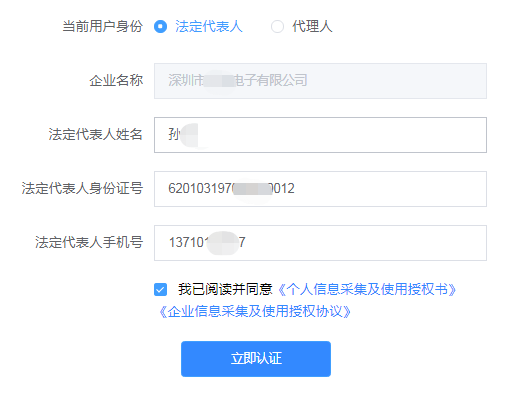 当前用户身份 法定代表人 代理人
企业名称 深圳市 电子有限公司
法定代表人姓名 孙
法定代表人身份证号 620103197 0012
法定代表人手机号 13710 7
我已阅读并同意《个人信息采集及使用授权书》
《企业信息采集及使用授权协议》
立即认证